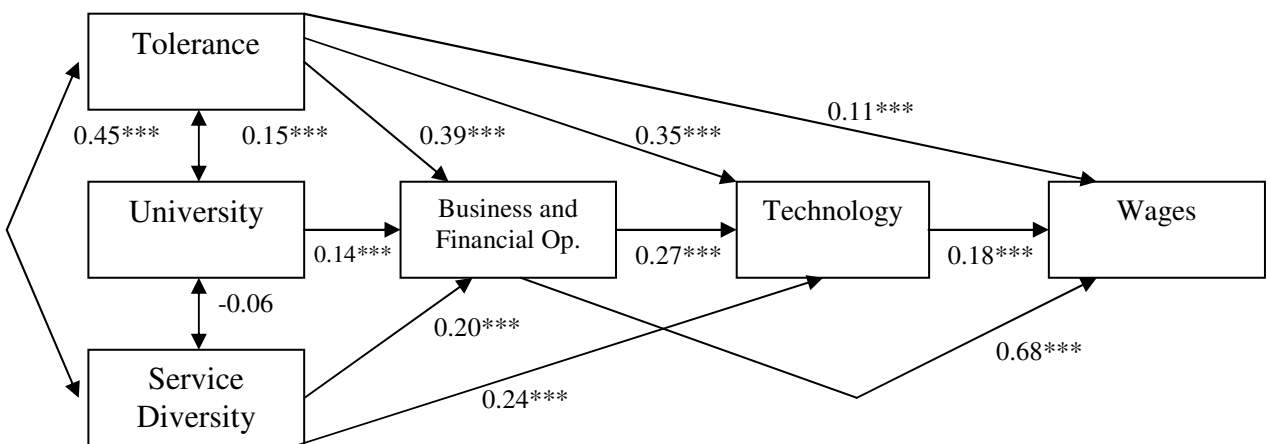 Tolerance
0.11***
0.45***
0.15***
0.39***
0.35***
University
Business and
Financial Op.
Technology
Wages
0.14***
0.27***
0.18***
-0.06
0.20***
0.68***
Service
Diversity
0.24***